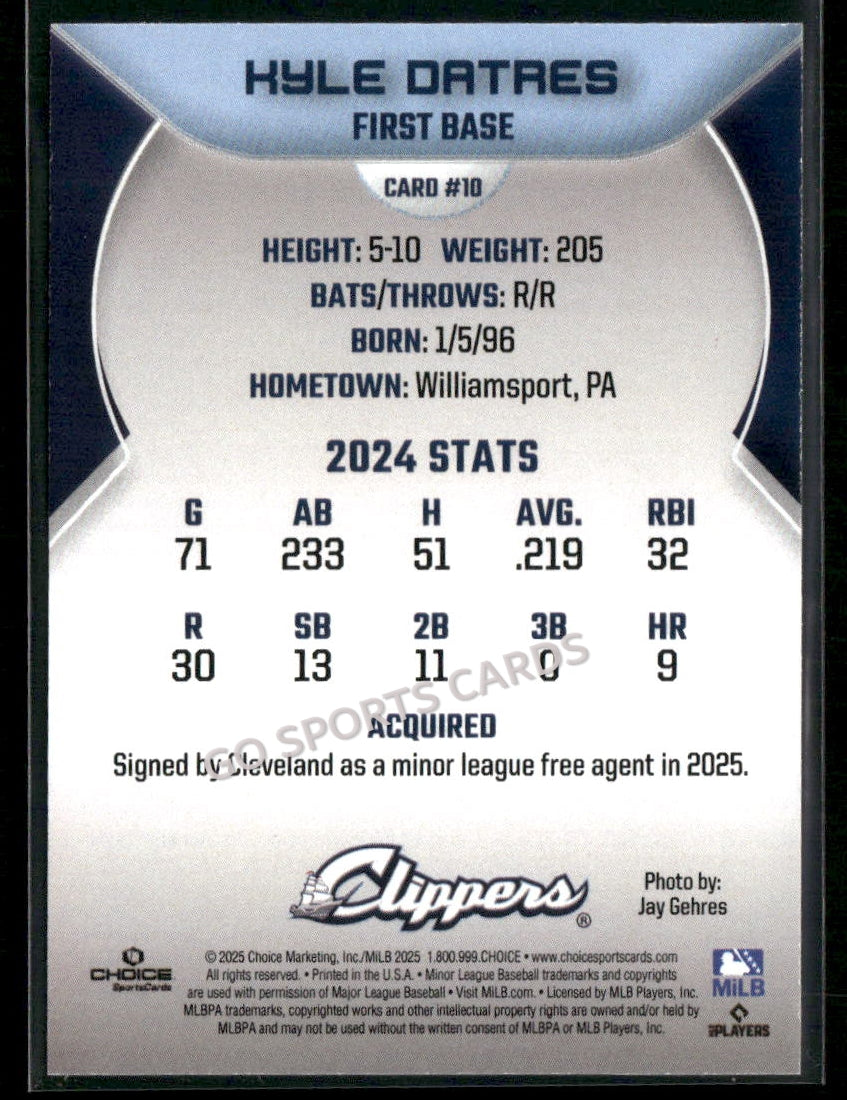 KYLE DATRES
FIRST BASE
CARD #10
HEIGHT: 5-10 WEIGHT: 205
BATS/THROWS: R/R
BORN: 1/5/96
HOMETOWN: Williamsport, PA
2024 STATS
G AB H AVG. RBI
71 233 51 .219 32
R SB 2B 3B HR
30 13 11 0 9
GO SPORTS CARDS
ACQUIRED
Signed by Cleveland as a minor league free agent in 2025.
Clippers ®
Photo by:
Jay Gehres
CHOICE
SportsCards
© 2025 Choice Marketing, Inc./MiLB 2025 1.800.999.CHOICE • www.choicesportscards.com
All rights reserved. • Printed in the U.S.A. • Minor League Baseball trademarks and copyrights
are used with permission of Major League Baseball • Visit MiLB.com. • Licensed by MLB Players, Inc.
MLBPA trademarks, copyrighted works and other intellectual property rights are owned and/or held by
MLBPA and may not be used without the written consent of MLBPA or MLB Players, Inc.
MiLB
MLB PLAYERS